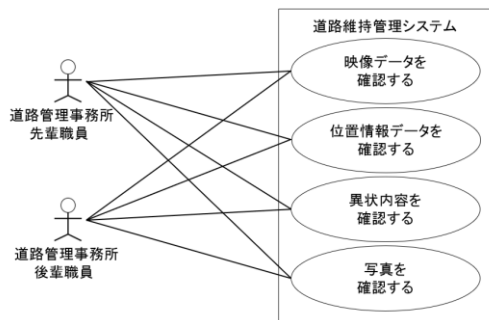 道路維持管理システム
映像データを
確認する
道路管理事務所
先輩職員
位置情報データを
確認する
異状内容を
確認する
道路管理事務所
後輩職員
写真を
確認する